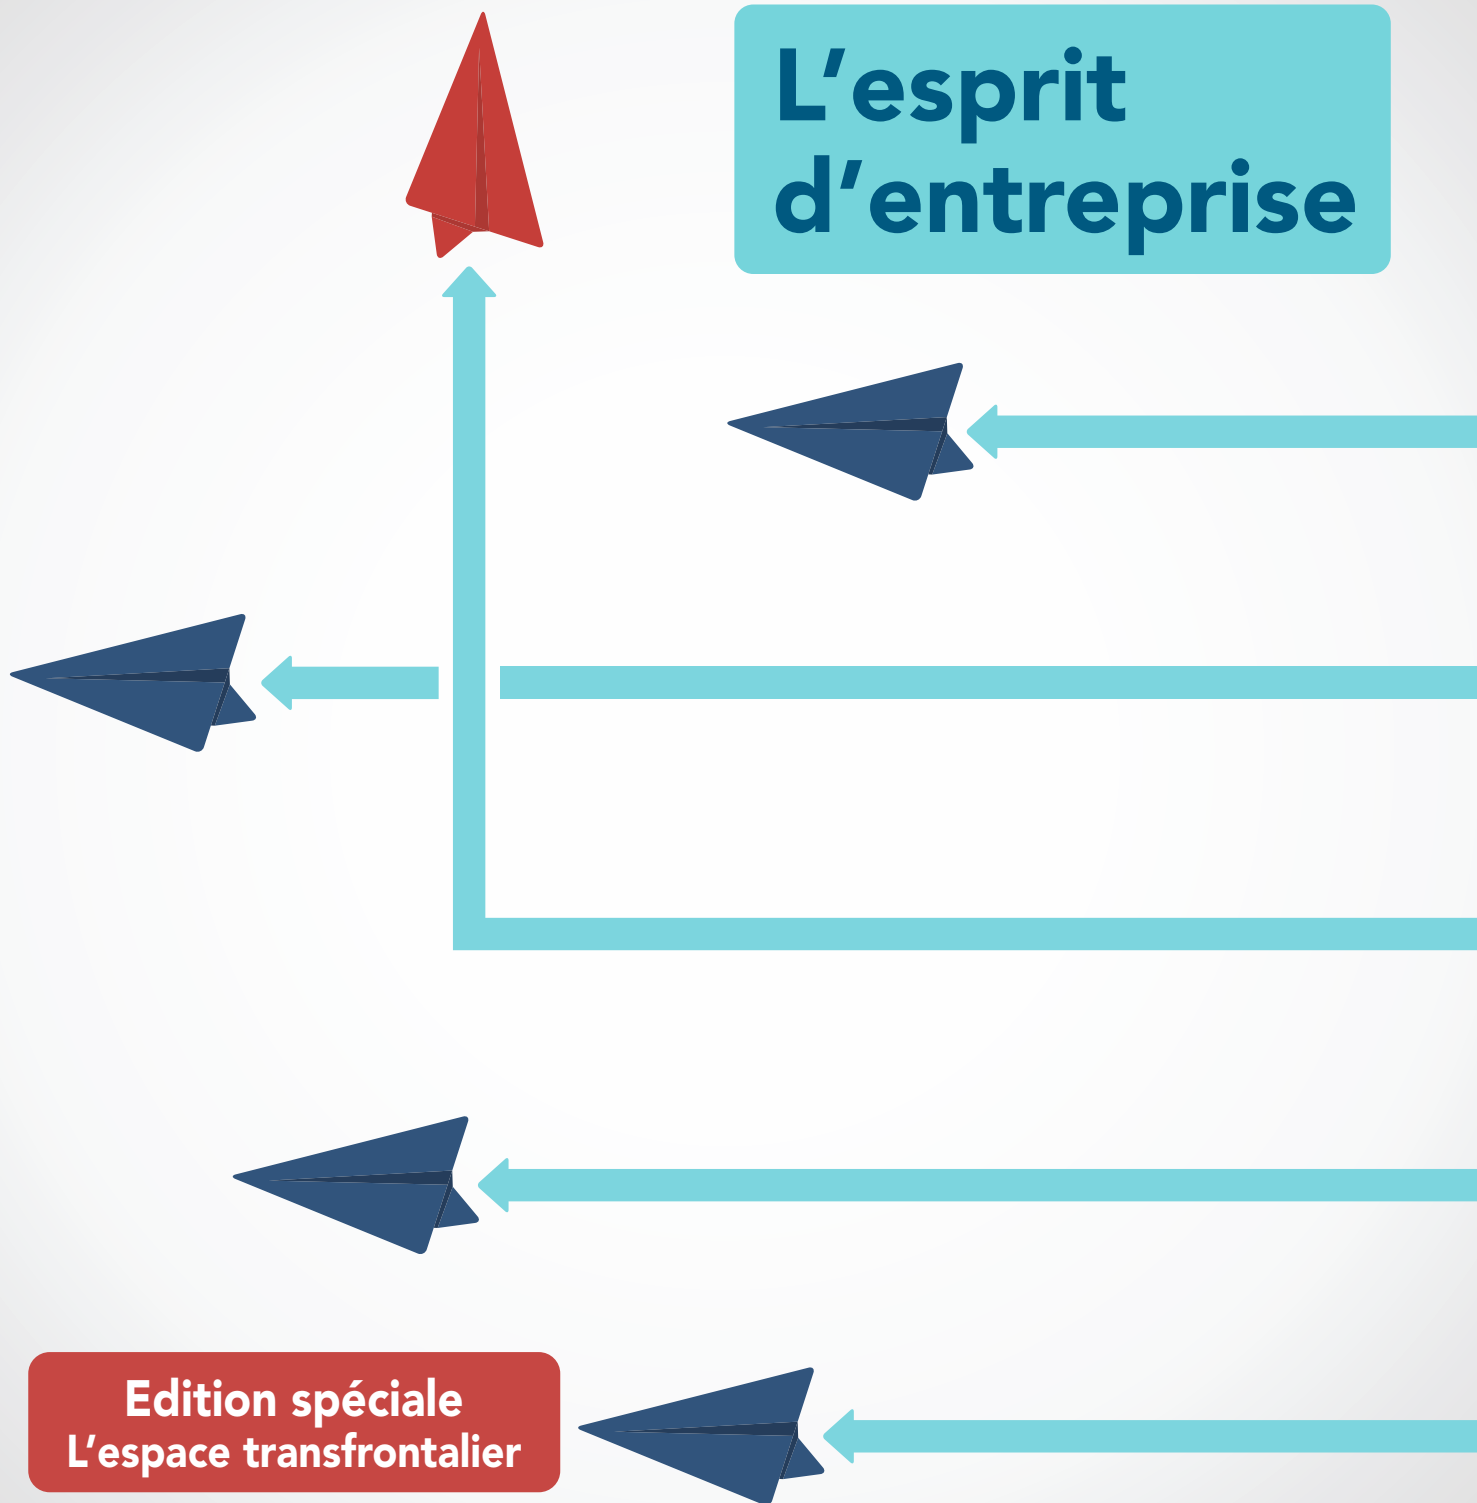 L’esprit
d’entreprise
Edition spéciale
L’espace transfrontalier